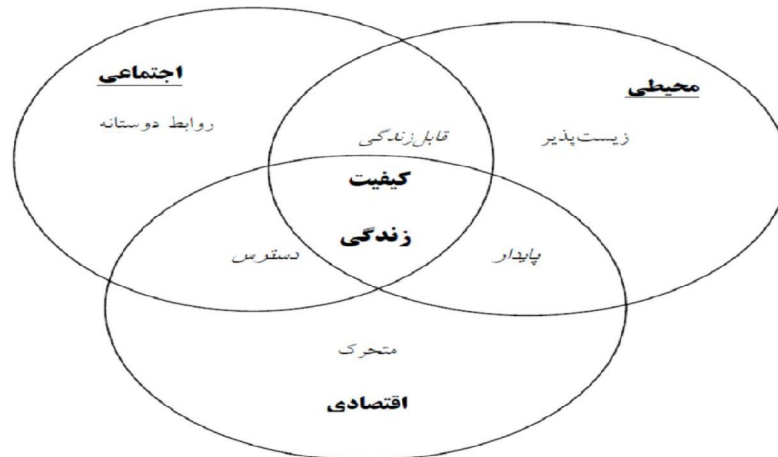 اجتماعی
محیطی
روابط دوستانه
قابل‌زندگی
زیست‌پذیر
کیفیت
زندگی
دسترس
پایدار
متحرک
اقتصادی